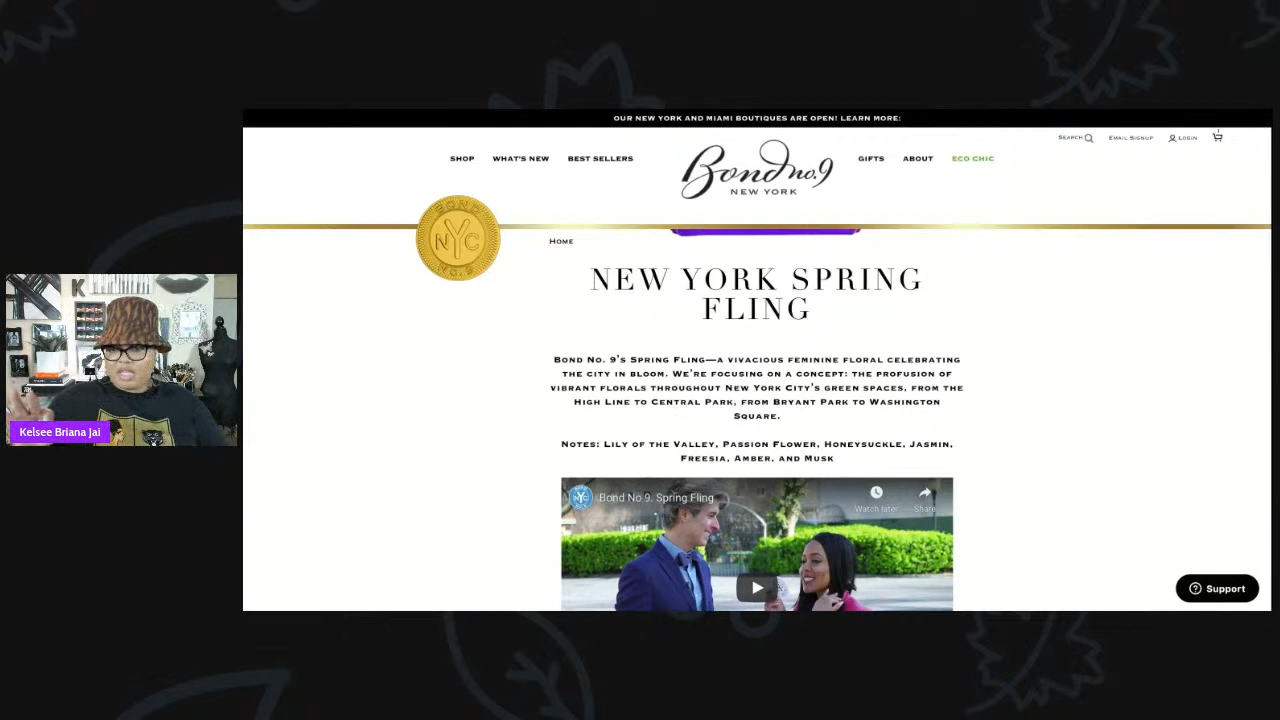 OUR NEW YORK AND MIAMI BOUTIQUES ARE OPEN! LEARN MORE:
SEARCH
EMAIL SIGNUP
LOGIN
SHOP
WHAT'S NEW
BEST SELLERS
Bond no.9
NEW YORK
GIFTS
ABOUT
ECO CHIC
BOND
NYC
NO. 9
HOME
NEW YORK SPRING
FLING
BOND NO. 9'S SPRING FLING—A VIVACIOUS FEMININE FLORAL CELEBRATING
THE CITY IN BLOOM. WE'RE FOCUSING ON A CONCEPT: THE PROFUSION OF
VIBRANT FLORALS THROUGHOUT NEW YORK CITY'S GREEN SPACES, FROM THE
HIGH LINE TO CENTRAL PARK, FROM BRYANT PARK TO WASHINGTON
SQUARE.
NOTES: LILY OF THE VALLEY, PASSION FLOWER, HONEYSUCKLE, JASMIN,
FREESIA, AMBER, AND MUSK
NYC
Bond No 9. Spring Fling
Watch later
Share
Support
K
Kelsee Briana Jai